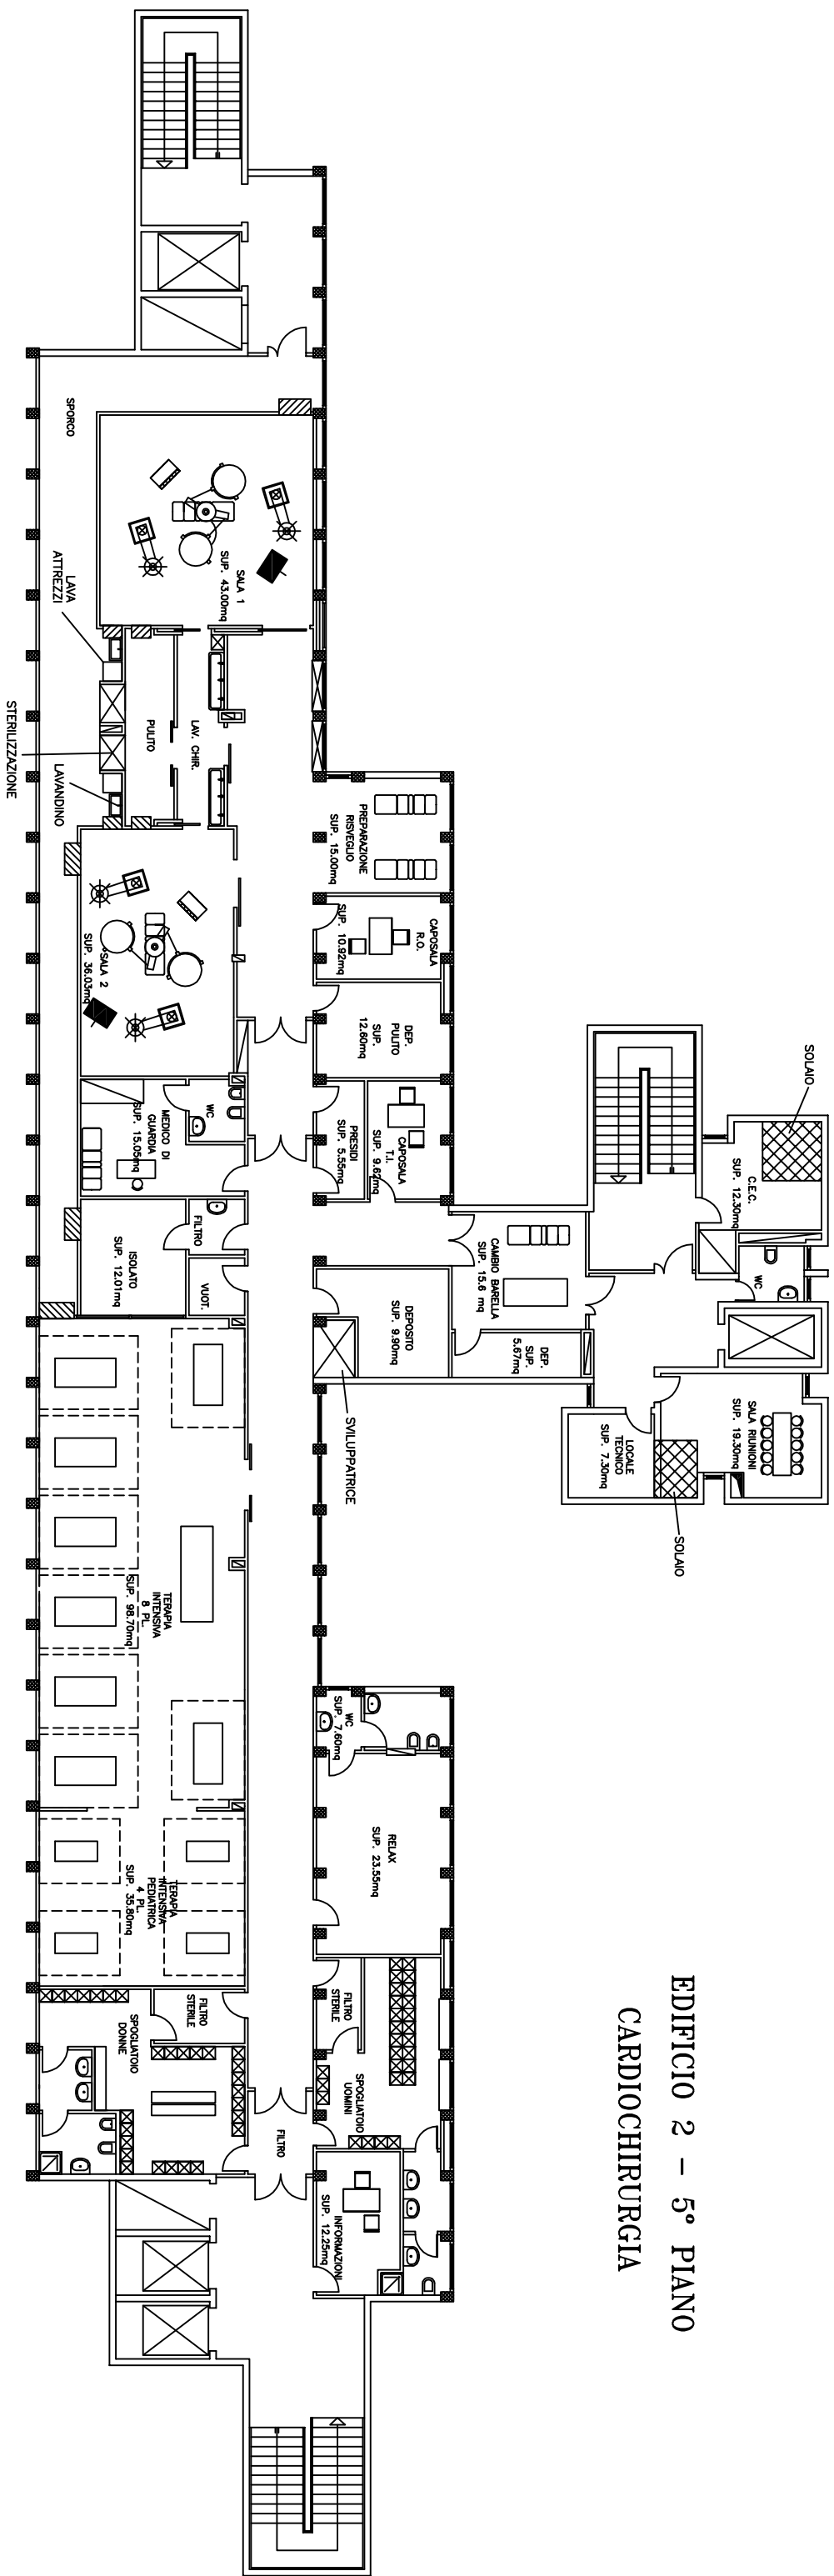 EDIFICIO 2 - 5° PIANO
CARDIOCHIRURGIA
SOLAIO
C.E.C.
SUP. 12.30mq
WC
SALA RIUNIONI
SUP. 19.30mq
LOCALE
TECNICO
SUP. 7.30mq
SOLAIO
CAMBIO BARELLA
SUP. 15.6 mq
DEP.
SUP.
5.67mq
PREPARAZIONE
RISVEGLIO
SUP. 15.00mq
CAPOSALA
R.O.
SUP. 10.92mq
DEP.
PULITO
SUP.
12.60mq
CAPOSALA
T.I.
SUP. 9.62mq
PRESIDI
SUP. 5.55mq
DEPOSITO
SUP. 9.90mq
SVILUPPATRICE
WC
SUP. 7.60mq
RELAX
SUP. 23.55mq
FILTRO
STERILE
SPOGLIATOIO
UOMINI
INFORMAZIONI
SUP. 12.25mq
SPORCO
SALA 1
SUP. 43.00mq
LAVA
ATTREZZI
STERILIZZAZIONE
PULITO
LAV. CHIR.
LAVANDINO
SALA 2
SUP. 36.03mq
WC
MEDICO DI
GUARDIA
SUP. 15.05mq
FILTRO
ISOLATO
SUP. 12.01mq
VUOT.
TERAPIA
INTENSIVA
8 PL.
SUP. 98.70mq
TERAPIA
INTENSIVA
PEDIATRICA
4 PL.
SUP. 35.80mq
FILTRO
STERILE
SPOGLIATOIO
DONNE
FILTRO